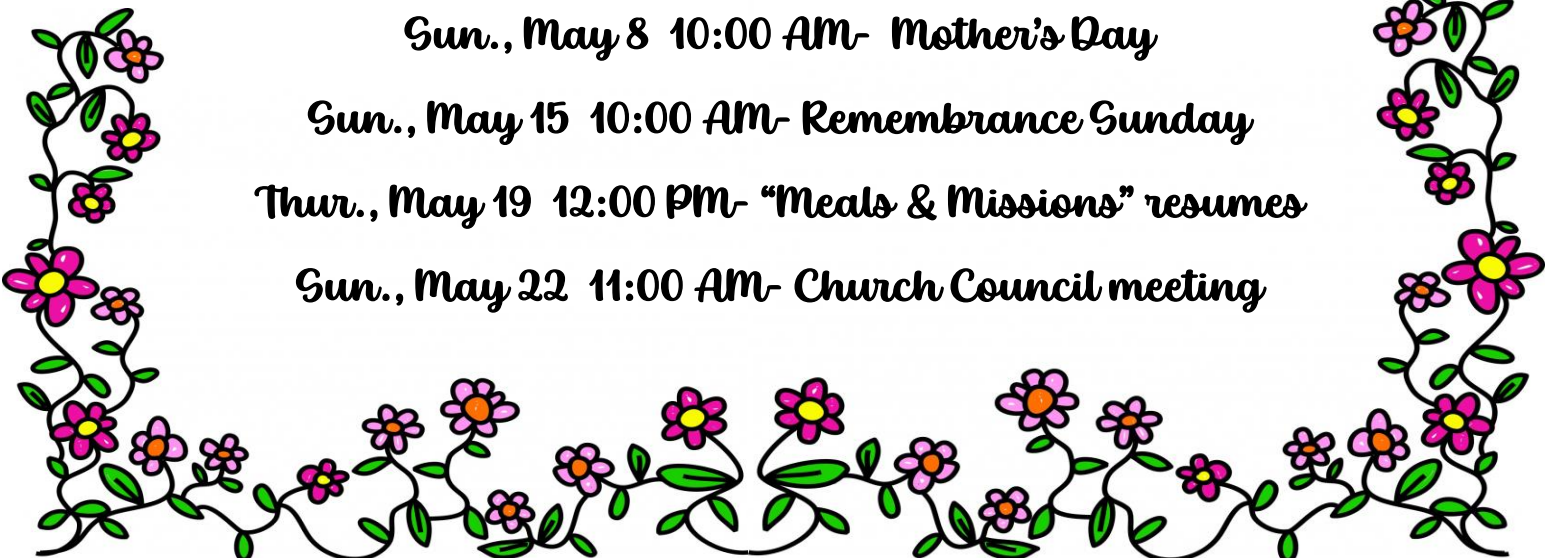 Sun., May 8  10:00 AM-  Mother's Day
Sun., May 15  10:00 AM- Remembrance Sunday
Thur., May 19  12:00 PM- “Meals & Missions” resumes
Sun., May 22  11:00 AM- Church Council meeting